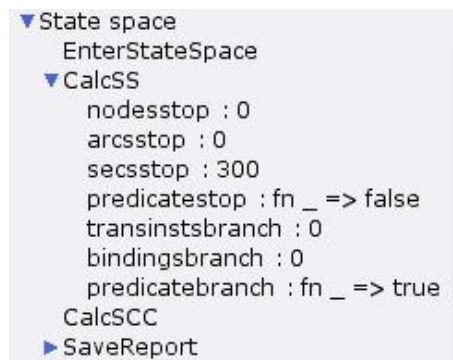 State space
EnterStateSpace
CalcSS
nodesstop : 0
arcsstop : 0
secsstop : 300
predicatestop : fn _ => false
transinstsbranch : 0
bindingsbranch : 0
predicatebranch : fn _ => true
CalcSCC
SaveReport